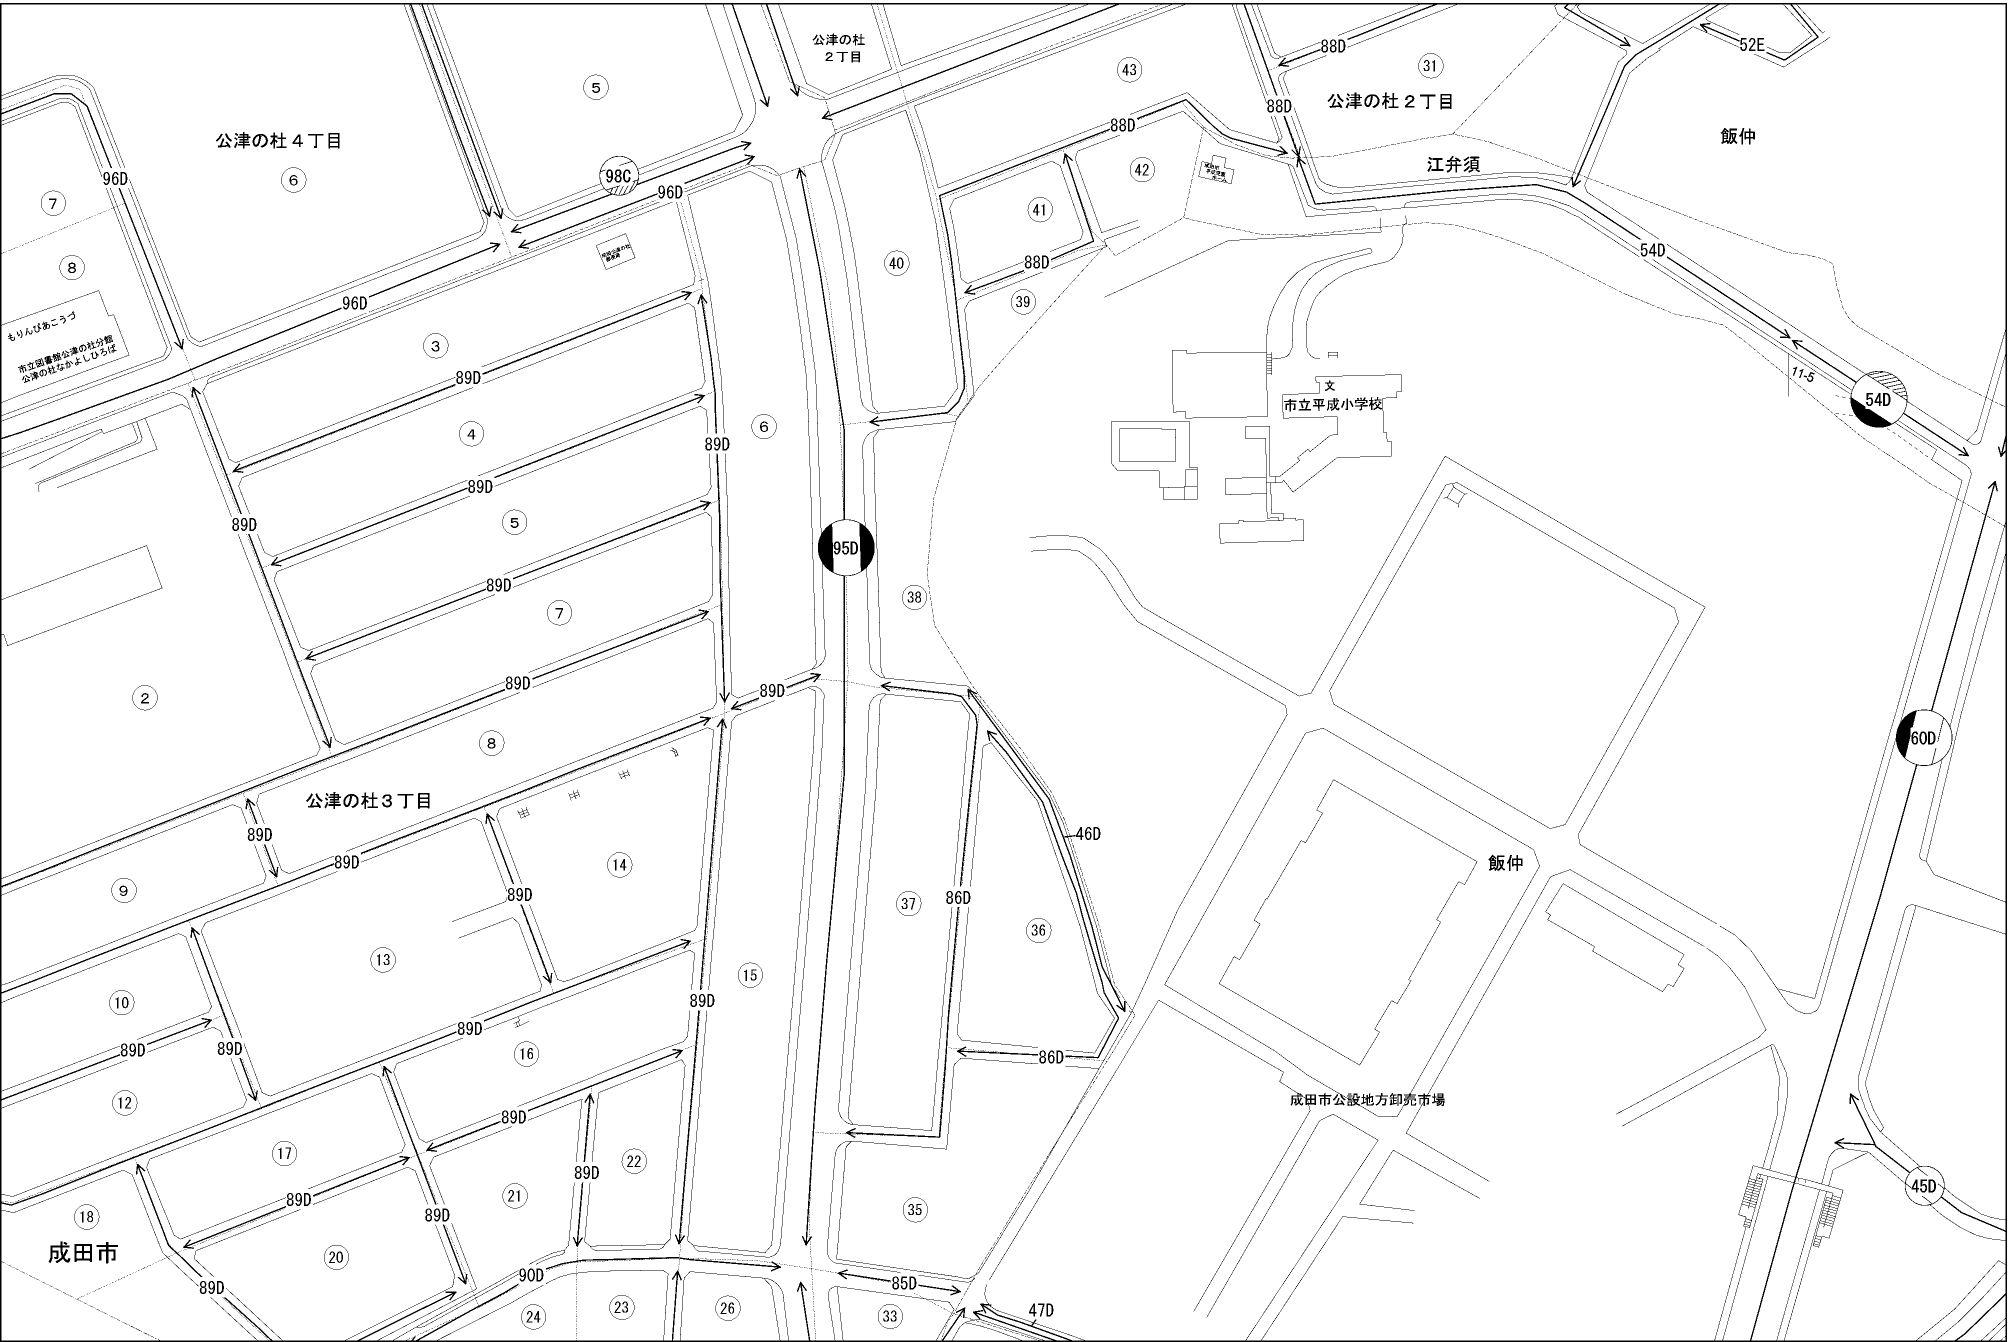 公津の杜
２丁目
88D
52E
43
31
5
公津の杜２丁目
88D
88D
飯仲
公津の杜４丁目
6
98C
96D
42
江弁須
96D
7
41
40
88D
54D
8
39
96D
もりんぴあこうづ
市立図書館公津の杜分館
公津の杜なかよしひろば
3
89D
11-5
文
市立平成小学校
54D
4
6
89D
89D
5
89D
95D
89D
7
38
89D
2
89D
60D
8
公津の杜３丁目
89D
46D
89D
14
飯仲
9
89D
86D
37
36
13
15
10
89D
89D
89D
89D
16
86D
12
成田市公設地方卸売市場
89D
17
22
89D
21
89D
45D
18
89D
35
成田市
20
90D
89D
85D
23
26
24
33
47D